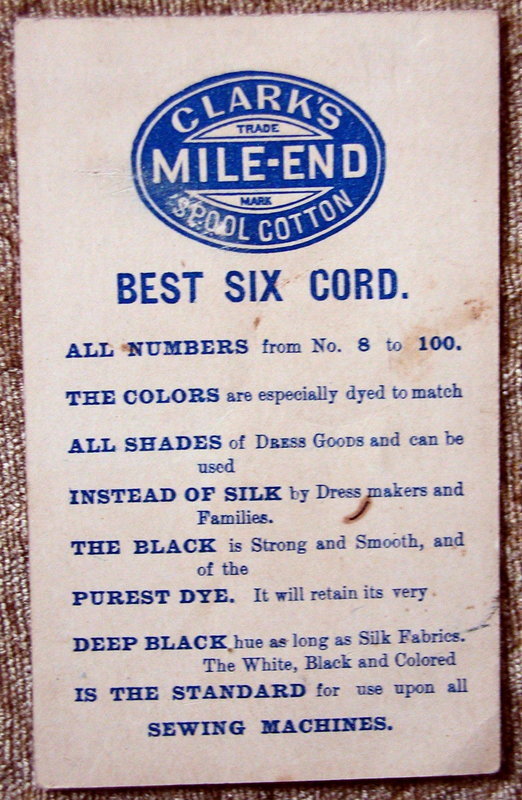 CLARK'S
TRADE
MILE-END
MARK
SPOOL COTTON
BEST SIX CORD.
ALL NUMBERS from No. 8 to 100.
THE COLORS are especially dyed to match
ALL SHADES of DRESS GOODS and can be
used
INSTEAD OF SILK by Dress makers and
Families.
THE BLACK is Strong and Smooth, and
of the
PUREST DYE. It will retain its very
DEEP BLACK hue as long as Silk Fabrics.
The White, Black and Colored
IS THE STANDARD for use upon all
SEWING MACHINES.